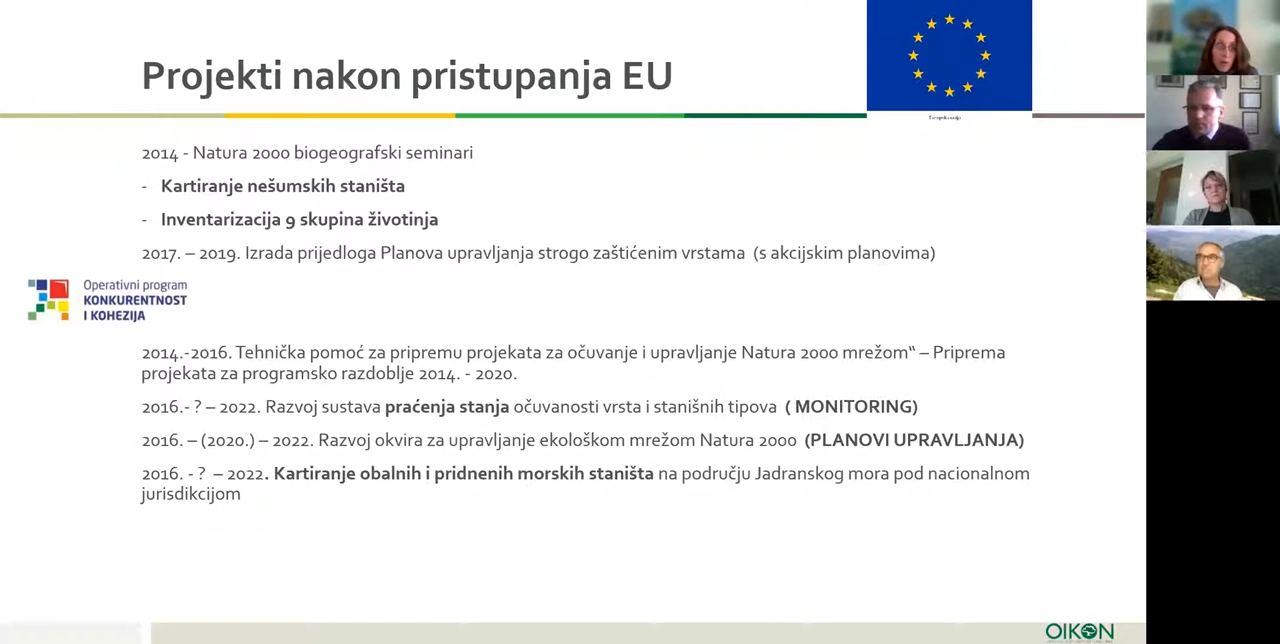 Projekti nakon pristupanja EU
Europska unija
2014 - Natura 2000 biogeografski seminari
- Kartiranje nešumskih staništa
- Inventarizacija 9 skupina životinja
2017. – 2019. Izrada prijedloga Planova upravljanja strogo zaštićenim vrstama (s akcijskim planovima)
Operativni program
KONKURENTNOST
I KOHEZIJA
2014.-2016. Tehnička pomoć za pripremu projekata za očuvanje i upravljanje Natura 2000 mrežom“ – Priprema
projekata za programsko razdoblje 2014. - 2020.
2016.- ? – 2022. Razvoj sustava praćenja stanja očuvanosti vrsta i stanišnih tipova ( MONITORING)
2016. – (2020.) – 2022. Razvoj okvira za upravljanje ekološkom mrežom Natura 2000 (PLANOVI UPRAVLJANJA)
2016. - ? – 2022. Kartiranje obalnih i pridnenih morskih staništa na području Jadranskog mora pod nacionalnom
jurisdikcijom
OIKON